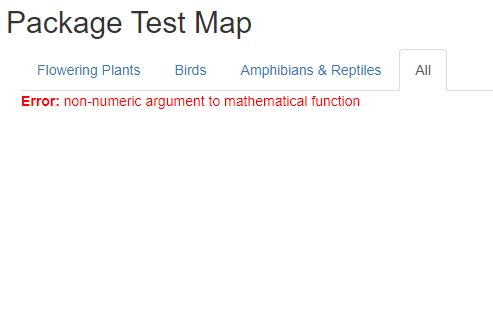 Package Test Map
Flowering Plants Birds Amphibians & Reptiles All
Error: non-numeric argument to mathematical function